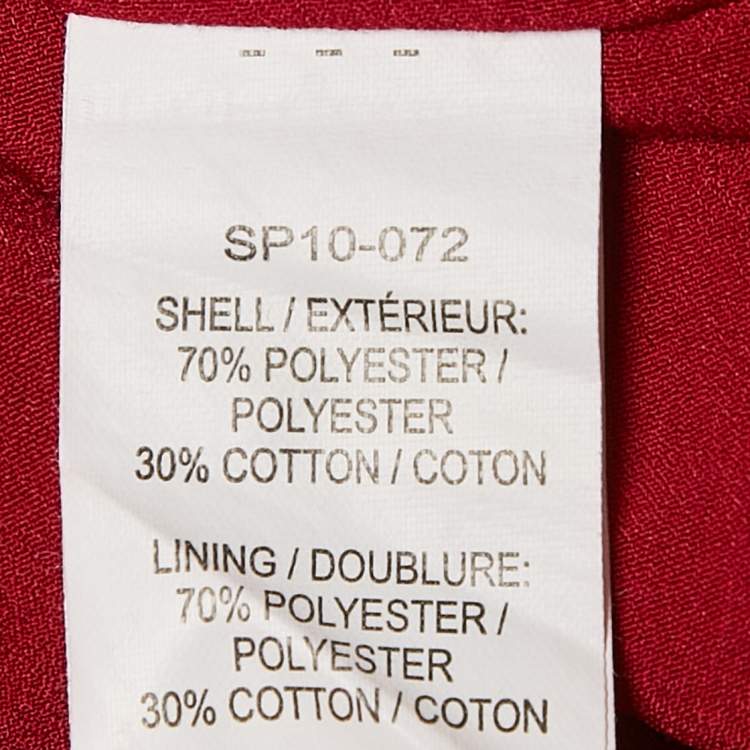 SP10-072
SHELL / EXTÉRIEUR:
70% POLYESTER /
POLYESTER
30% COTTON / COTON
LINING / DOUBLURE:
70% POLYESTER /
POLYESTER
30% COTTON / COTON